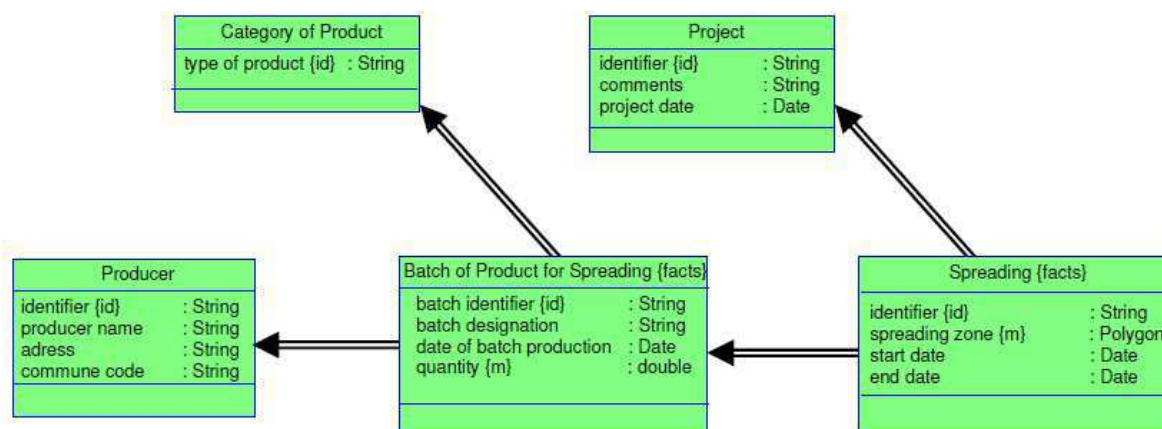 Category of Product
type of product {id} : String
Project
identifier {id} : String
comments : String
project date : Date
Producer
identifier {id} : String
producer name : String
adress : String
commune code : String
Batch of Product for Spreading {facts}
batch identifier {id} : String
batch designation : String
date of batch production : Date
quantity {m} : double
Spreading {facts}
identifier {id} : String
spreading zone {m} : Polygon
start date : Date
end date : Date